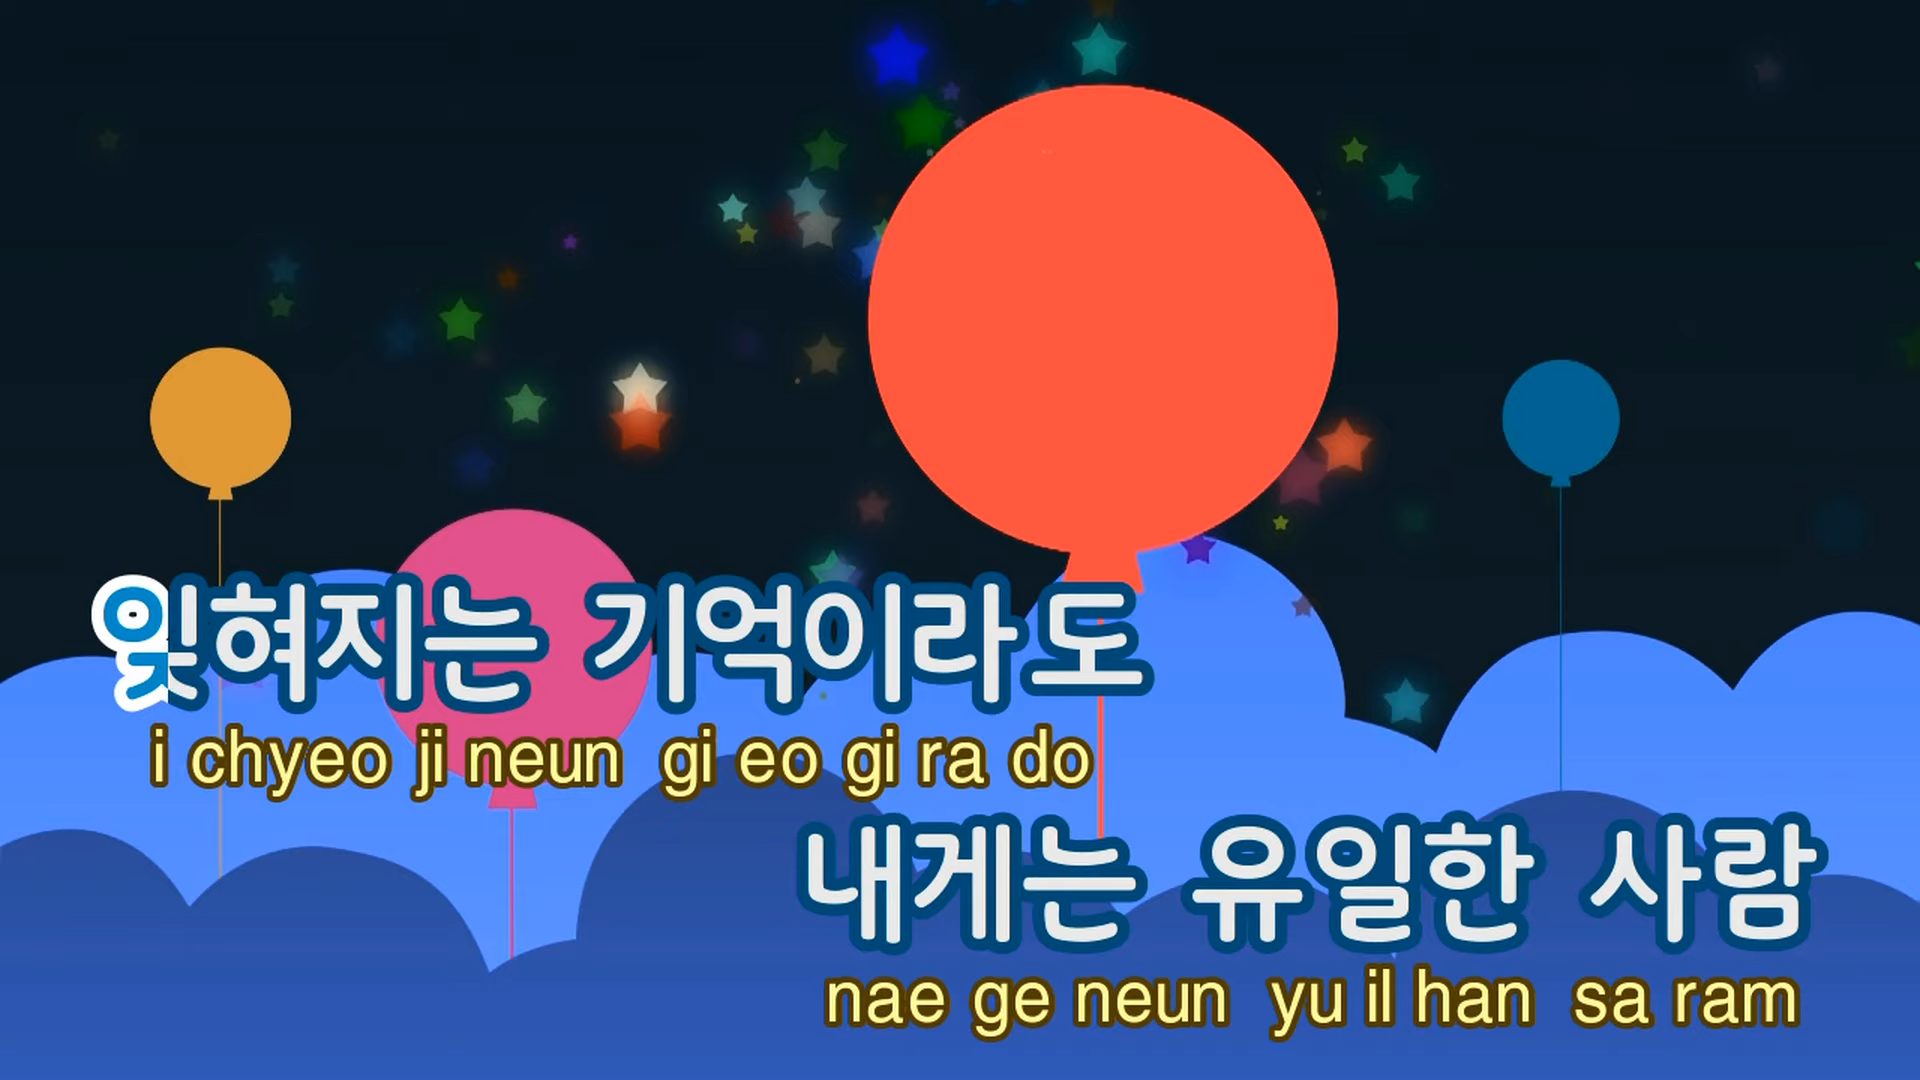 잊혀지는 기억이라도
i chyeo ji neun gi eo gi ra do
내게는 유일한 사람
nae ge neun yu il han sa ram